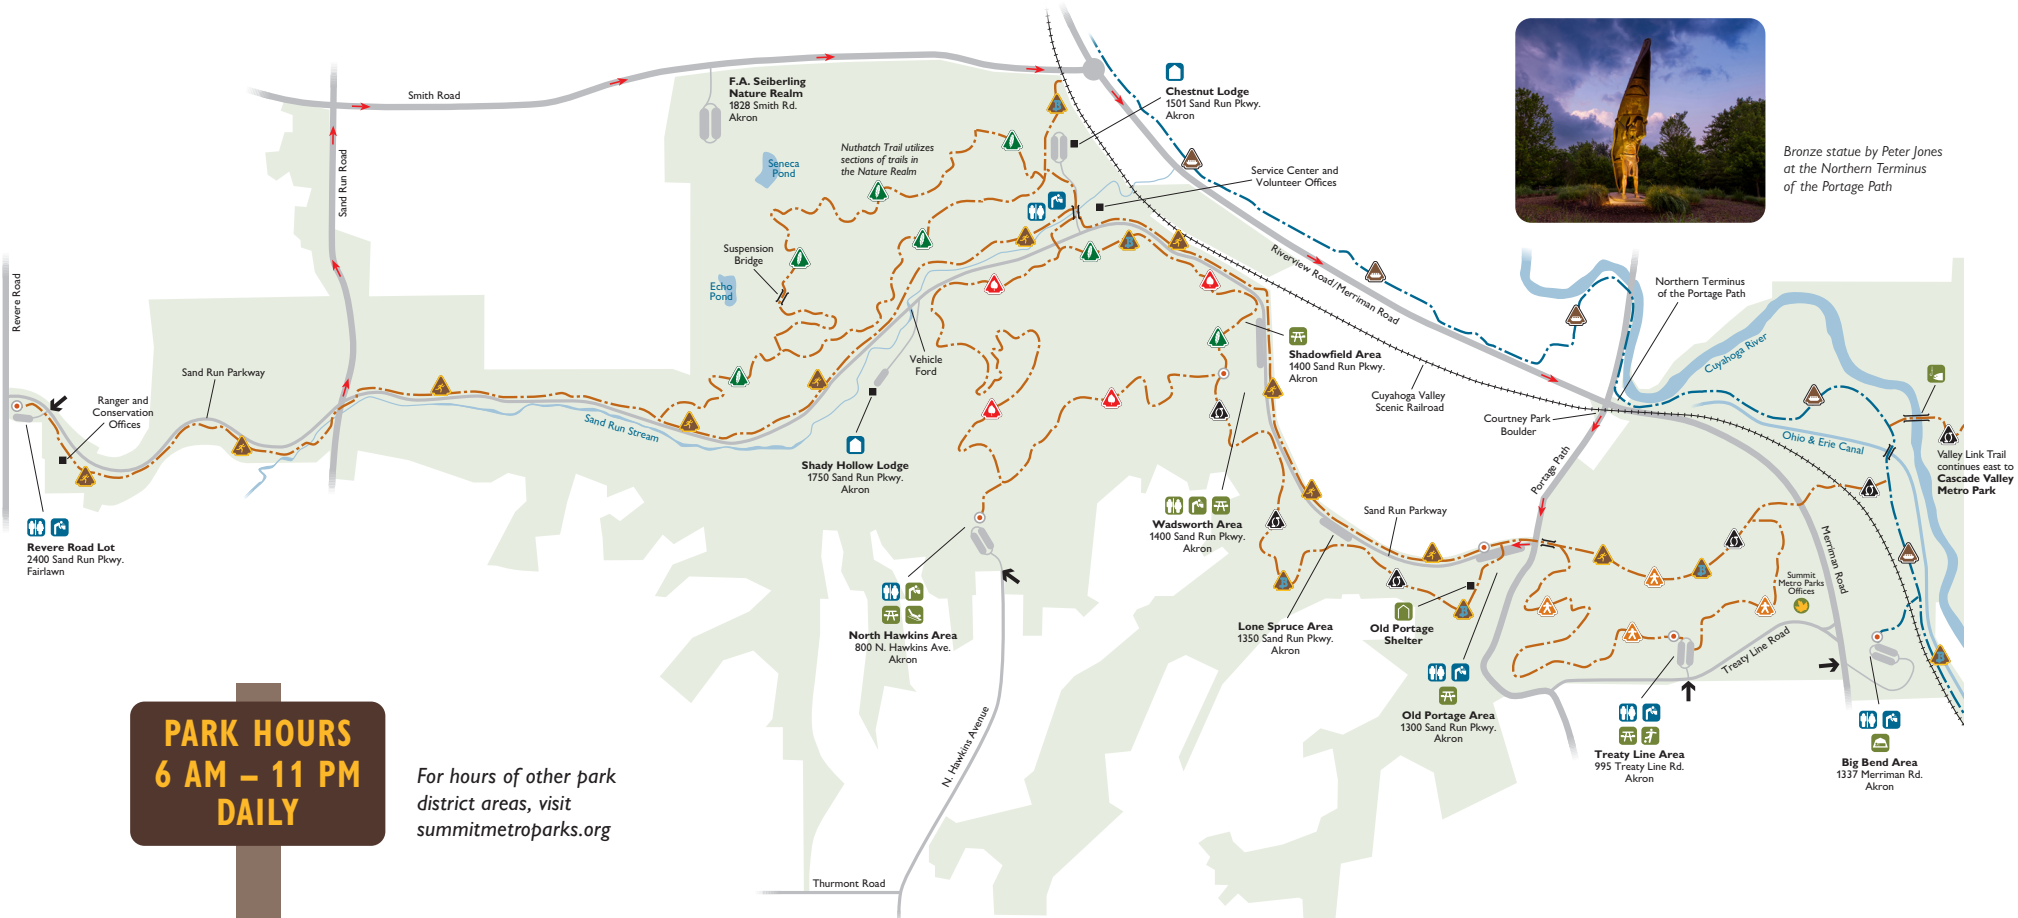 Smith Road
Sand Run Road
Revere Road
F.A. Seiberling
Nature Realm
1828 Smith Rd.
Akron
Seneca
Pond
Nuthatch Trail utilizes
sections of trails in
the Nature Realm
Chestnut Lodge
1501 Sand Run Pkwy.
Akron
Service Center and
Volunteer Offices
Bronze statue by Peter Jones
at the Northern Terminus
of the Portage Path
Suspension
Bridge
Echo
Pond
Riverview Road/Merriman Road
Northern Terminus
of the Portage Path
Cuyahoga River
Sand Run Parkway
Ranger and
Conservation
Offices
Vehicle
Ford
Shadowfield Area
1400 Sand Run Pkwy.
Akron
Cuyahoga Valley
Scenic Railroad
Courtney Park
Boulder
Ohio & Erie Canal
Valley Link Trail
continues east to
Cascade Valley
Metro Park
Sand Run Stream
Shady Hollow Lodge
1750 Sand Run Pkwy.
Akron
Portage Path
Wadsworth Area
1400 Sand Run Pkwy.
Akron
Sand Run Parkway
Merriman Road
Revere Road Lot
2400 Sand Run Pkwy.
Fairlawn
Summit
Metro Parks
Offices
North Hawkins Area
800 N. Hawkins Ave.
Akron
Lone Spruce Area
1350 Sand Run Pkwy.
Akron
Old Portage
Shelter
Treaty Line Road
Old Portage Area
1300 Sand Run Pkwy.
Akron
Treaty Line Area
995 Treaty Line Rd.
Akron
Big Bend Area
1337 Merriman Rd.
Akron
N. Hawkins Avenue
Thurmont Road
PARK HOURS
6 AM – 11 PM
DAILY
For hours of other park
district areas, visit
summitmetroparks.org
B
B
B
B
B
B